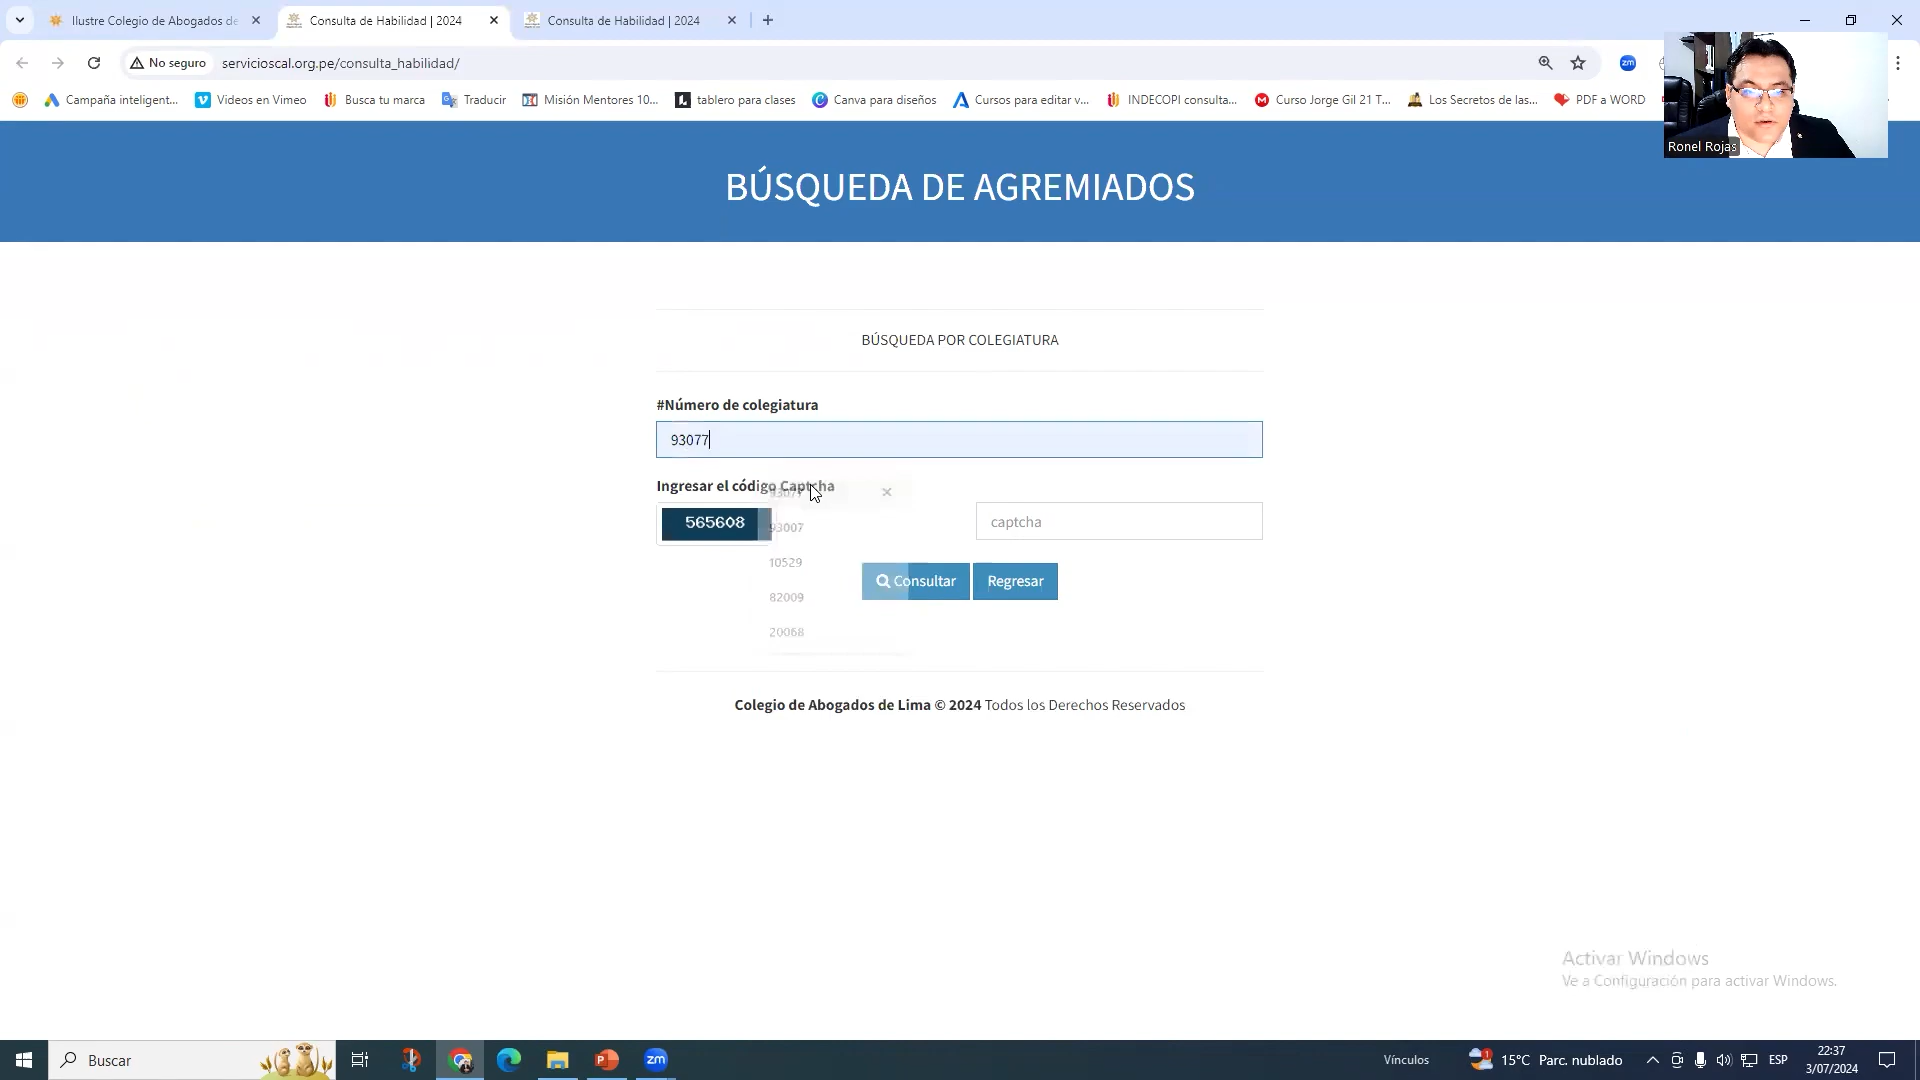 Ilustre Colegio de Abogados de
Consulta de Habilidad | 2024
Consulta de Habilidad | 2024
No seguro
servicioscal.org.pe/consulta_habilidad/
zm
Campaña inteligent...
Videos en Vimeo
Busca tu marca
Traducir
Misión Mentores 10...
tablero para clases
Canva para diseños
Cursos para editar v...
INDECOPI consulta...
Curso Jorge Gil 21 T...
Los Secretos de las...
PDF a WORD
Ronel Rojas
BÚSQUEDA DE AGREMIADOS
BÚSQUEDA POR COLEGIATURA
#Número de colegiatura
93077
Ingresar el código Captcha
93077
565608
captcha
93007
10529
82009
20068
Consultar
Regresar
Colegio de Abogados de Lima © 2024 Todos los Derechos Reservados
Activar Windows
Ve a Configuración para activar Windows.
Buscar
zm
Vínculos
1
15°C Parc. nublado
ESP
22:37
3/07/2024